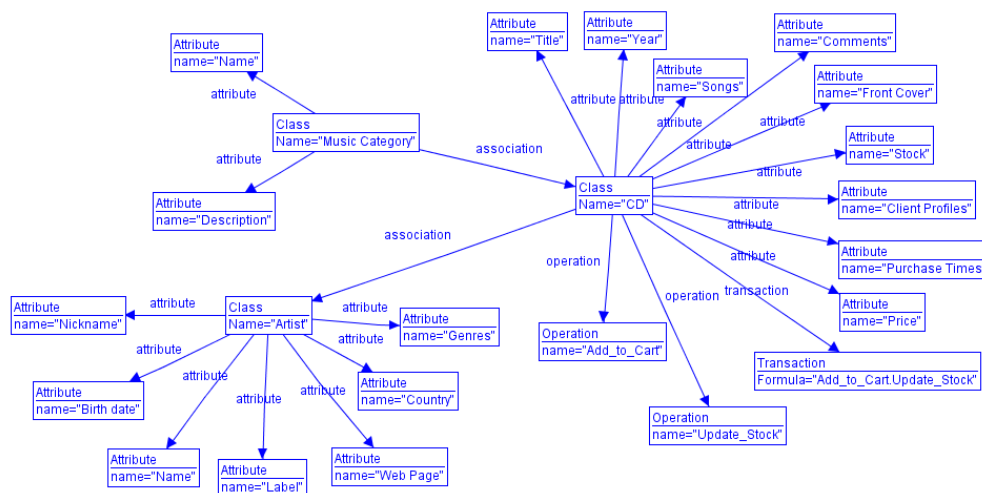 Attribute
name="Title"
Attribute
name="Year"
Attribute
name="Comments"
Attribute
name="Name"
Attribute
name="Songs"
Attribute
name="Front Cover"
attribute
attribute
attribute
attribute
attribute
Class
Name="Music Category"
Attribute
name="Stock"
association
attribute
attribute
Attribute
name="Description"
Class
Name="CD"
Attribute
name="Client Profiles"
attribute
attribute
association
Attribute
name="Purchase Times
attribute
operation
operation
transaction
Attribute
name="Nickname"
attribute
Class
Name="Artist"
attribute
Attribute
name="Genres"
Attribute
name="Price"
Operation
name="Add_to_Cart"
attribute
attribute
Transaction
Formula="Add_to_Cart.Update_Stock"
attribute
attribute
attribute
Attribute
name="Birth date"
Attribute
name="Country"
Operation
name="Update_Stock"
Attribute
name="Name"
Attribute
name="Label"
Attribute
name="Web Page"